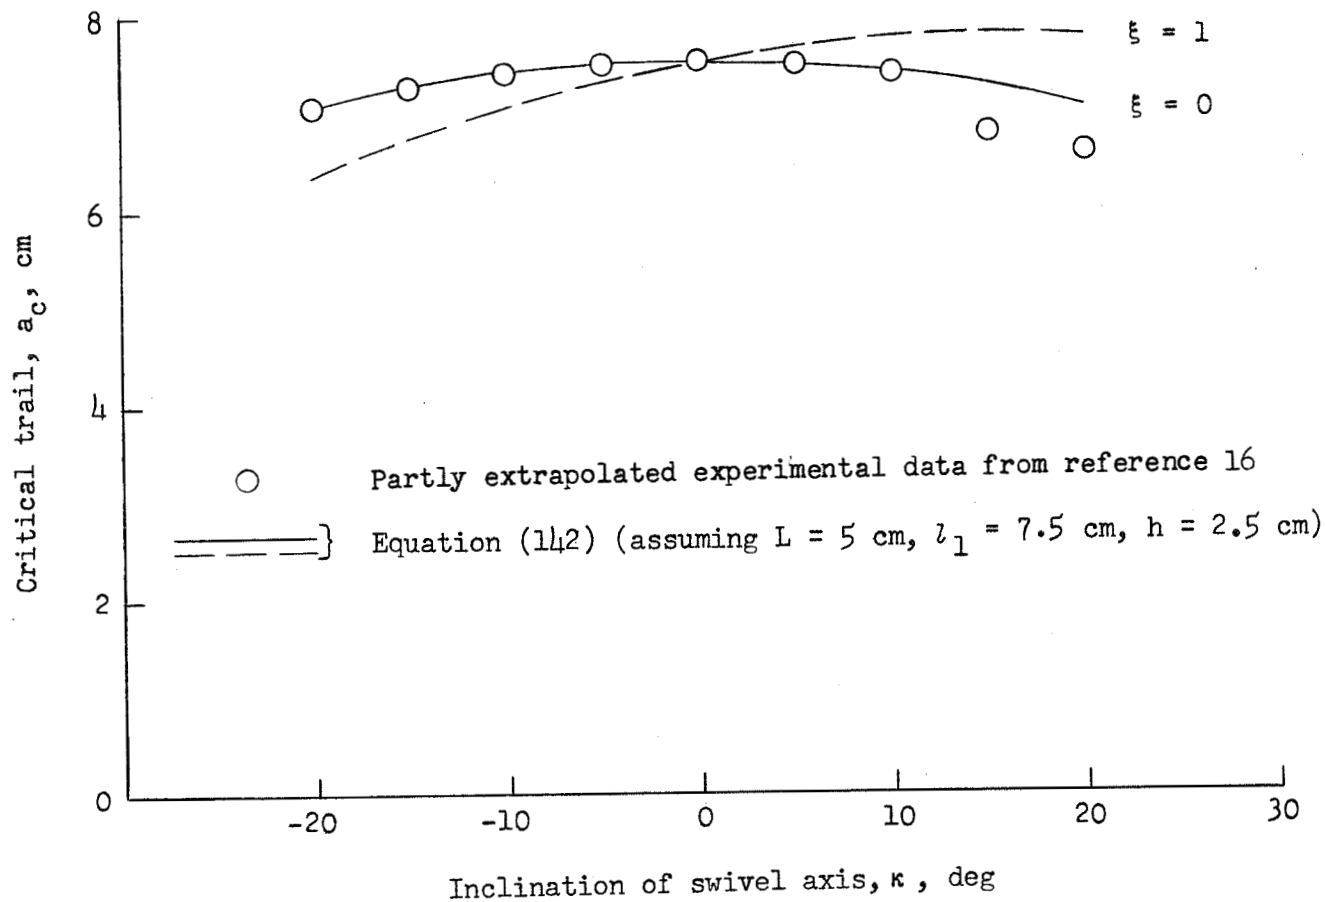 8
ξ = 1
ξ = 0
6
Critical trail, a_c, cm
4
Partly extrapolated experimental data from reference 16
Equation (142) (assuming L = 5 cm, l_1 = 7.5 cm, h = 2.5 cm)
2
0
-20 -10 0 10 20 30
Inclination of swivel axis, κ , deg